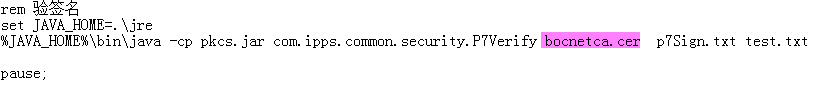 rem 验签名
set JAVA_HOME=.\jre
%JAVA_HOME%\bin\java -cp pkcs.jar com.ipps.common.security.P7Verify bocnetca.cer  p7Sign.txt test.txt
pause;